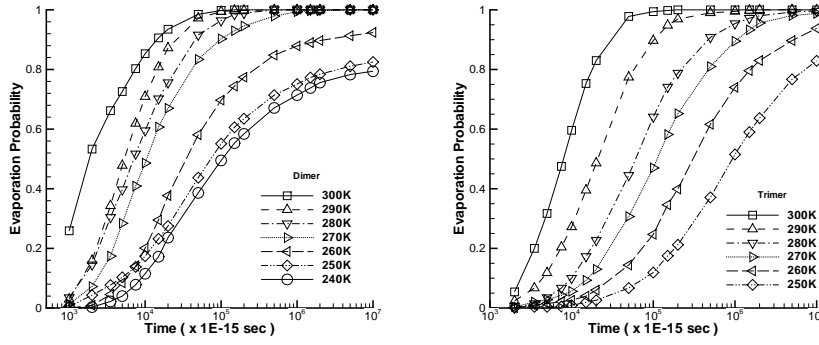 Evaporation Probability
1
0.8
0.6
0.4
0.2
0
10³ 10⁴ 10⁵ 10⁶ 10⁷
Time ( x 1E-15 sec )
Dimer
300K
290K
280K
270K
260K
250K
240K
Evaporation Probability
1
0.8
0.6
0.4
0.2
0
10³ 10⁴ 10⁵ 10⁶ 10⁷
Time ( x 1E-15 sec )
Trimer
300K
290K
280K
270K
260K
250K